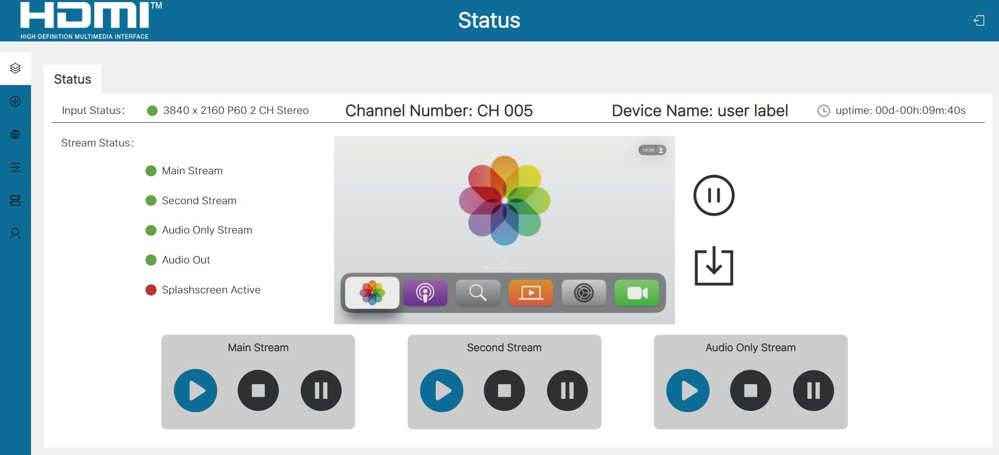 HDMI™
HIGH-DEFINITION MULTIMEDIA INTERFACE
Status
Status
Input Status: 3840 x 2160 P60 2 CH Stereo Channel Number: CH 005 Device Name: user label uptime: 00d-00h:09m:40s
Stream Status:
14:36
Main Stream
Second Stream
Audio Only Stream
Audio Out
Splashscreen Active
Main Stream Second Stream Audio Only Stream